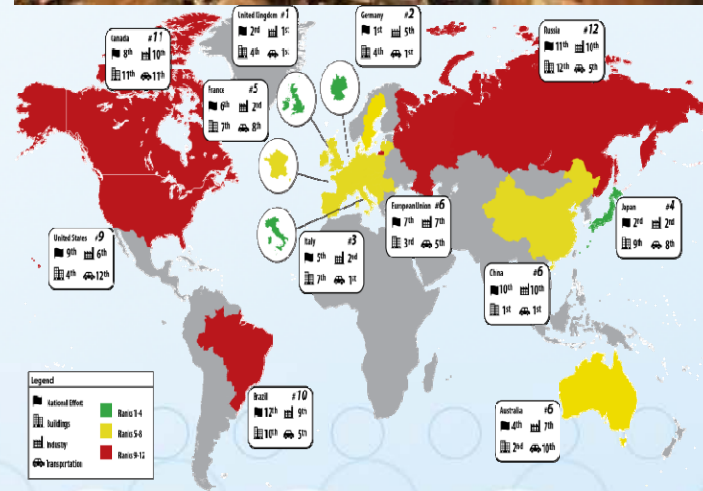 United Ungdcm #1
2rd 1st
4th 1st
Germany #2
1st 5th
4th 1st
Russia #12
11th 10th
12th 5th
Canada #11
8th 10th
11th 11th
France #5
6th 2nd
7th 8th
European Union #6
7th 7th
3rd 5th
Japan #4
2nd 2nd
9th 8th
United States #9
9th 6th
4th 12th
Italy #3
5th 2nd
7th 1st
China #6
10th 10th
1st 1st
Brazil #10
12th 9th
10th 5th
Australia #6
4th 7th
2nd 10th
Legend
National Effort
Buildings
Industry
Transportation
Ranks 1-4
Ranks 5-8
Ranks 9-12